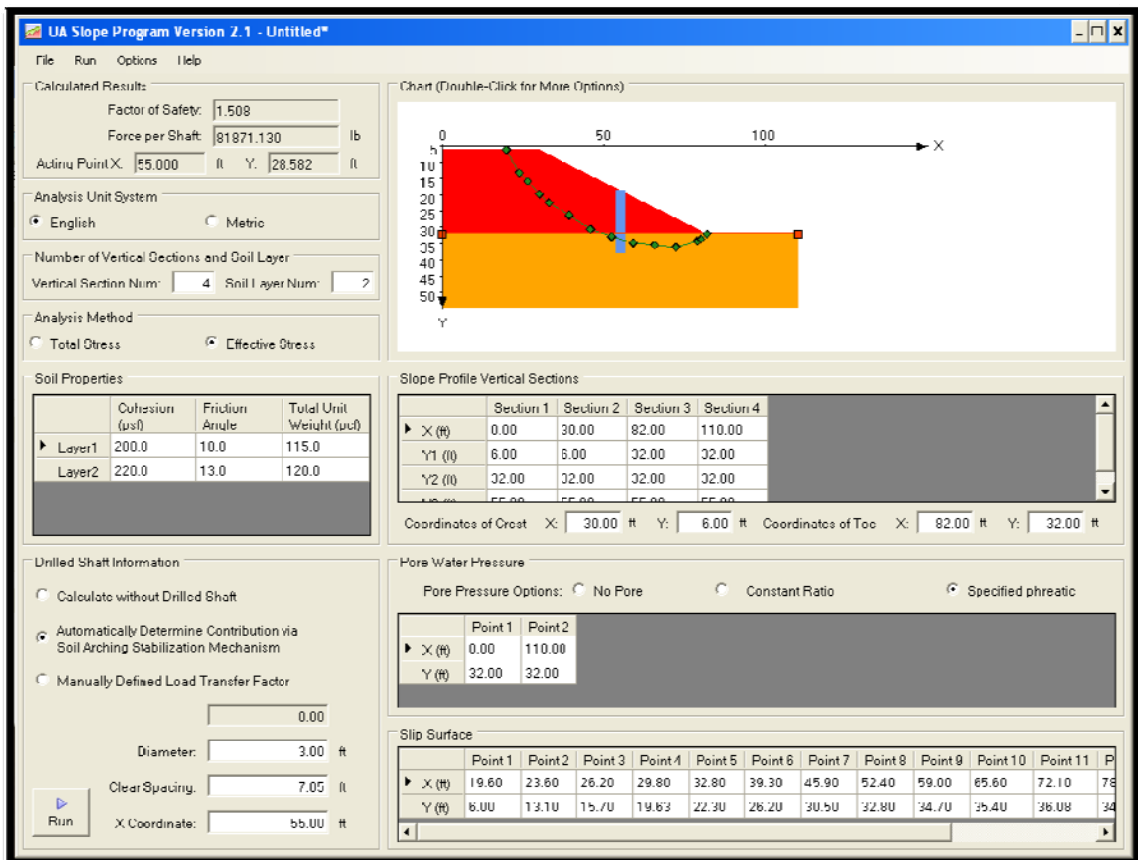 UA Slope Program Version 2.1 - Untitled*
File Run Options Help
Calculated Results
Factor of Safety: 1.508
Force per Shaft: 81871.130 lb
Acting Point X. 55.000 ft Y. 28.582 ft
Analysis Unit System
English Metric
Number of Vertical Sections and Soil Layer
Vertical Section Num: 4 Soil Layer Num: 2
Analysis Method
Total Stress Effective Stress
Chart (Double-Click for More Options)
0 50 100
X
5
10
15
20
25
30
35
40
45
50
Y
Soil Properties
Cohesion (psf) Friction Angle Total Unit Weight (pcf)
Layer1 200.0 10.0 115.0
Layer2 220.0 13.0 120.0
Slope Profile Vertical Sections
Section 1 Section 2 Section 3 Section 4
X (ft) 0.00 30.00 82.00 110.00
Y1 (ft) 6.00 6.00 32.00 32.00
Y2 (ft) 32.00 32.00 32.00 32.00
55.00 55.00 55.00 55.00
Coordinates of Crest X: 30.00 ft Y: 6.00 ft Coordinates of Toe X: 82.00 ft Y: 32.00 ft
Drilled Shaft Information
Calculate without Drilled Shaft
Automatically Determine Contribution via
Soil Arching Stabilization Mechanism
Manually Defined Load Transfer Factor
0.00
Diameter: 3.00 ft
Clear Spacing: 7.05 ft
X Coordinate: 55.00 ft
Run
Pore Water Pressure
Pore Pressure Options: No Pore Constant Ratio Specified phreatic
Point 1 Point2
X (ft) 0.00 110.00
Y (ft) 32.00 32.00
Slip Surface
Point 1 Point2 Point 3 Point 4 Point 5 Point 6 Point 7 Point 8 Point 9 Point 10 Point 11 P
X (ft) 19.60 23.60 26.20 29.80 32.80 39.30 45.90 52.40 59.00 65.60 72.10 78
Y (ft) 6.00 13.10 15.70 19.63 22.30 26.20 30.50 32.80 34.70 35.40 36.08 34